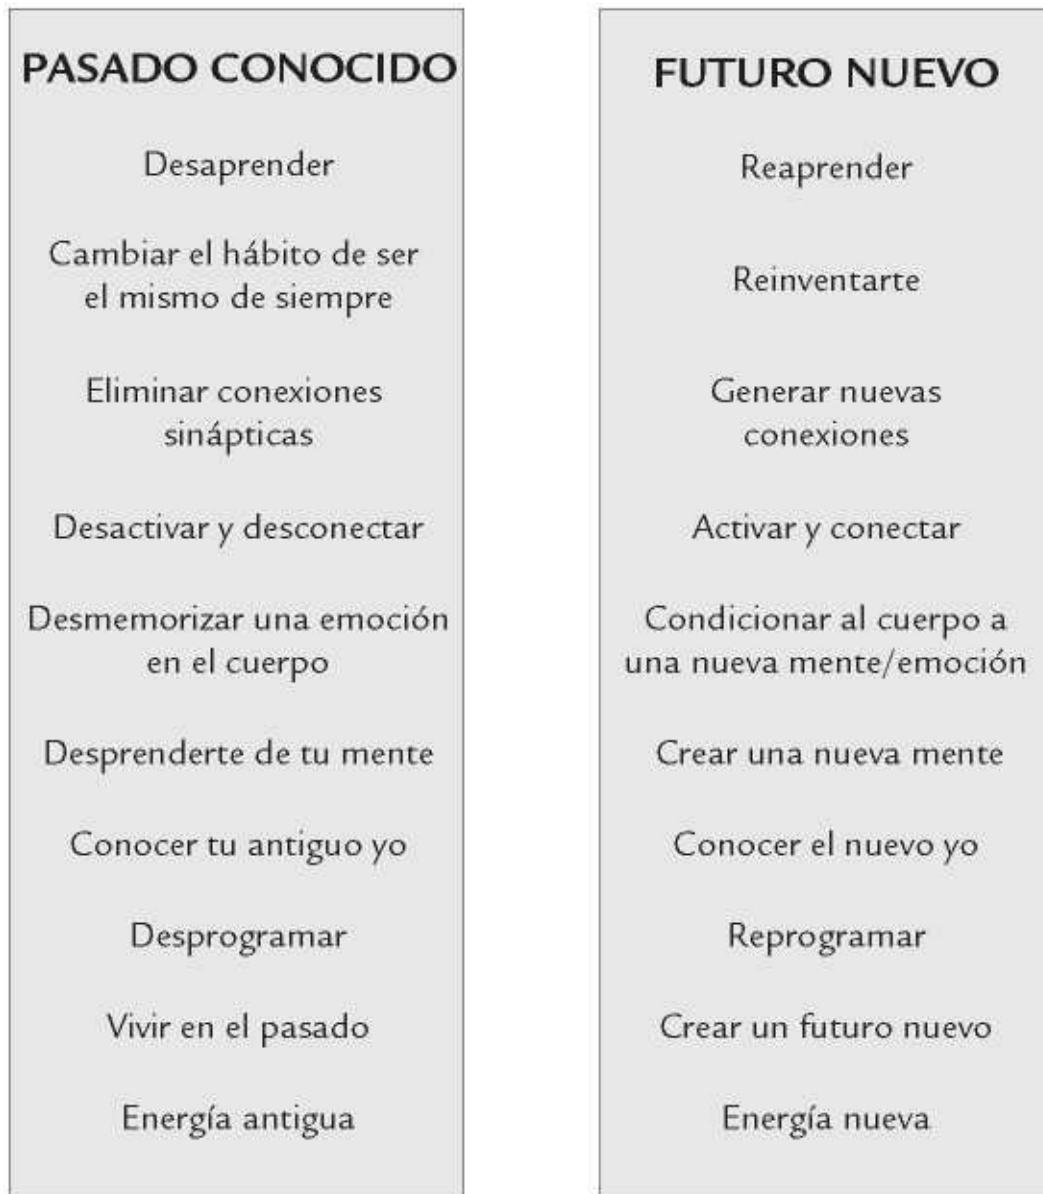 PASADO CONOCIDO
Desaprender
Cambiar el hábito de ser
el mismo de siempre
Eliminar conexiones
sinápticas
Desactivar y desconectar
Desmemorizar una emoción
en el cuerpo
Desprenderte de tu mente
Conocer tu antiguo yo
Desprogramar
Vivir en el pasado
Energía antigua
FUTURO NUEVO
Reaprender
Reinventarte
Generar nuevas
conexiones
Activar y conectar
Condicionar al cuerpo a
una nueva mente/emoción
Crear una nueva mente
Conocer el nuevo yo
Reprogramar
Crear un futuro nuevo
Energía nueva